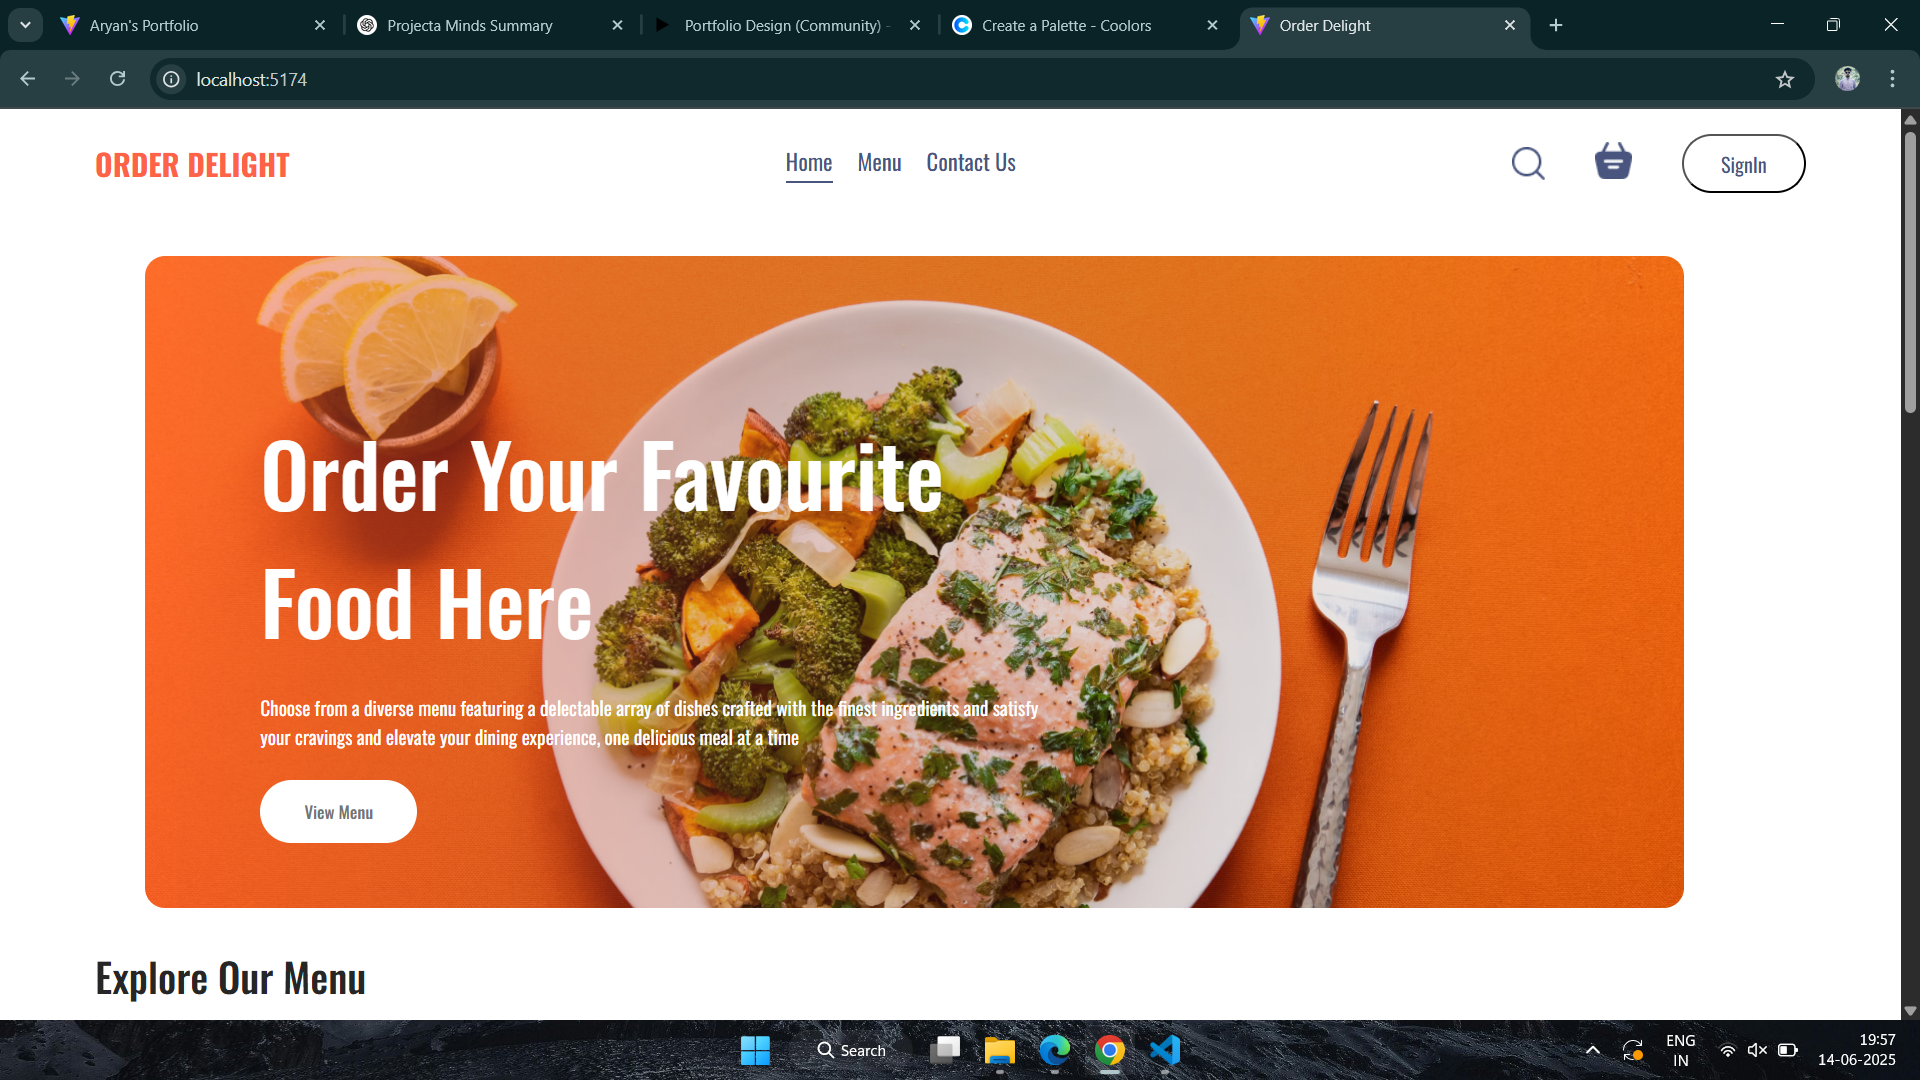 Aryan's Portfolio
Projecta Minds Summary
Portfolio Design (Community) -
Create a Palette - Coolors
Order Delight
localhost:5174
ORDER DELIGHT
Home Menu Contact Us
SignIn
Order Your Favourite
Food Here
Choose from a diverse menu featuring a delectable array of dishes crafted with the finest ingredients and satisfy
your cravings and elevate your dining experience, one delicious meal at a time
View Menu
Explore Our Menu
Search
ENG
IN
19:57
14-06-2025